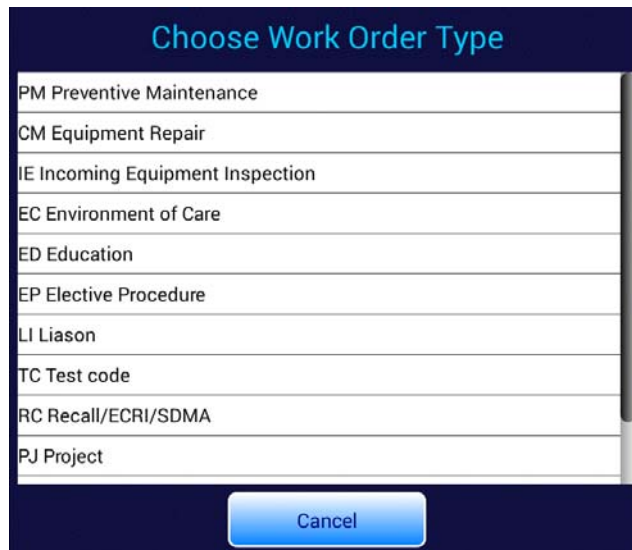 Choose Work Order Type
PM Preventive Maintenance
CM Equipment Repair
IE Incoming Equipment Inspection
EC Environment of Care
ED Education
EP Elective Procedure
LI Liason
TC Test code
RC Recall/ECRI/SDMA
PJ Project
Cancel